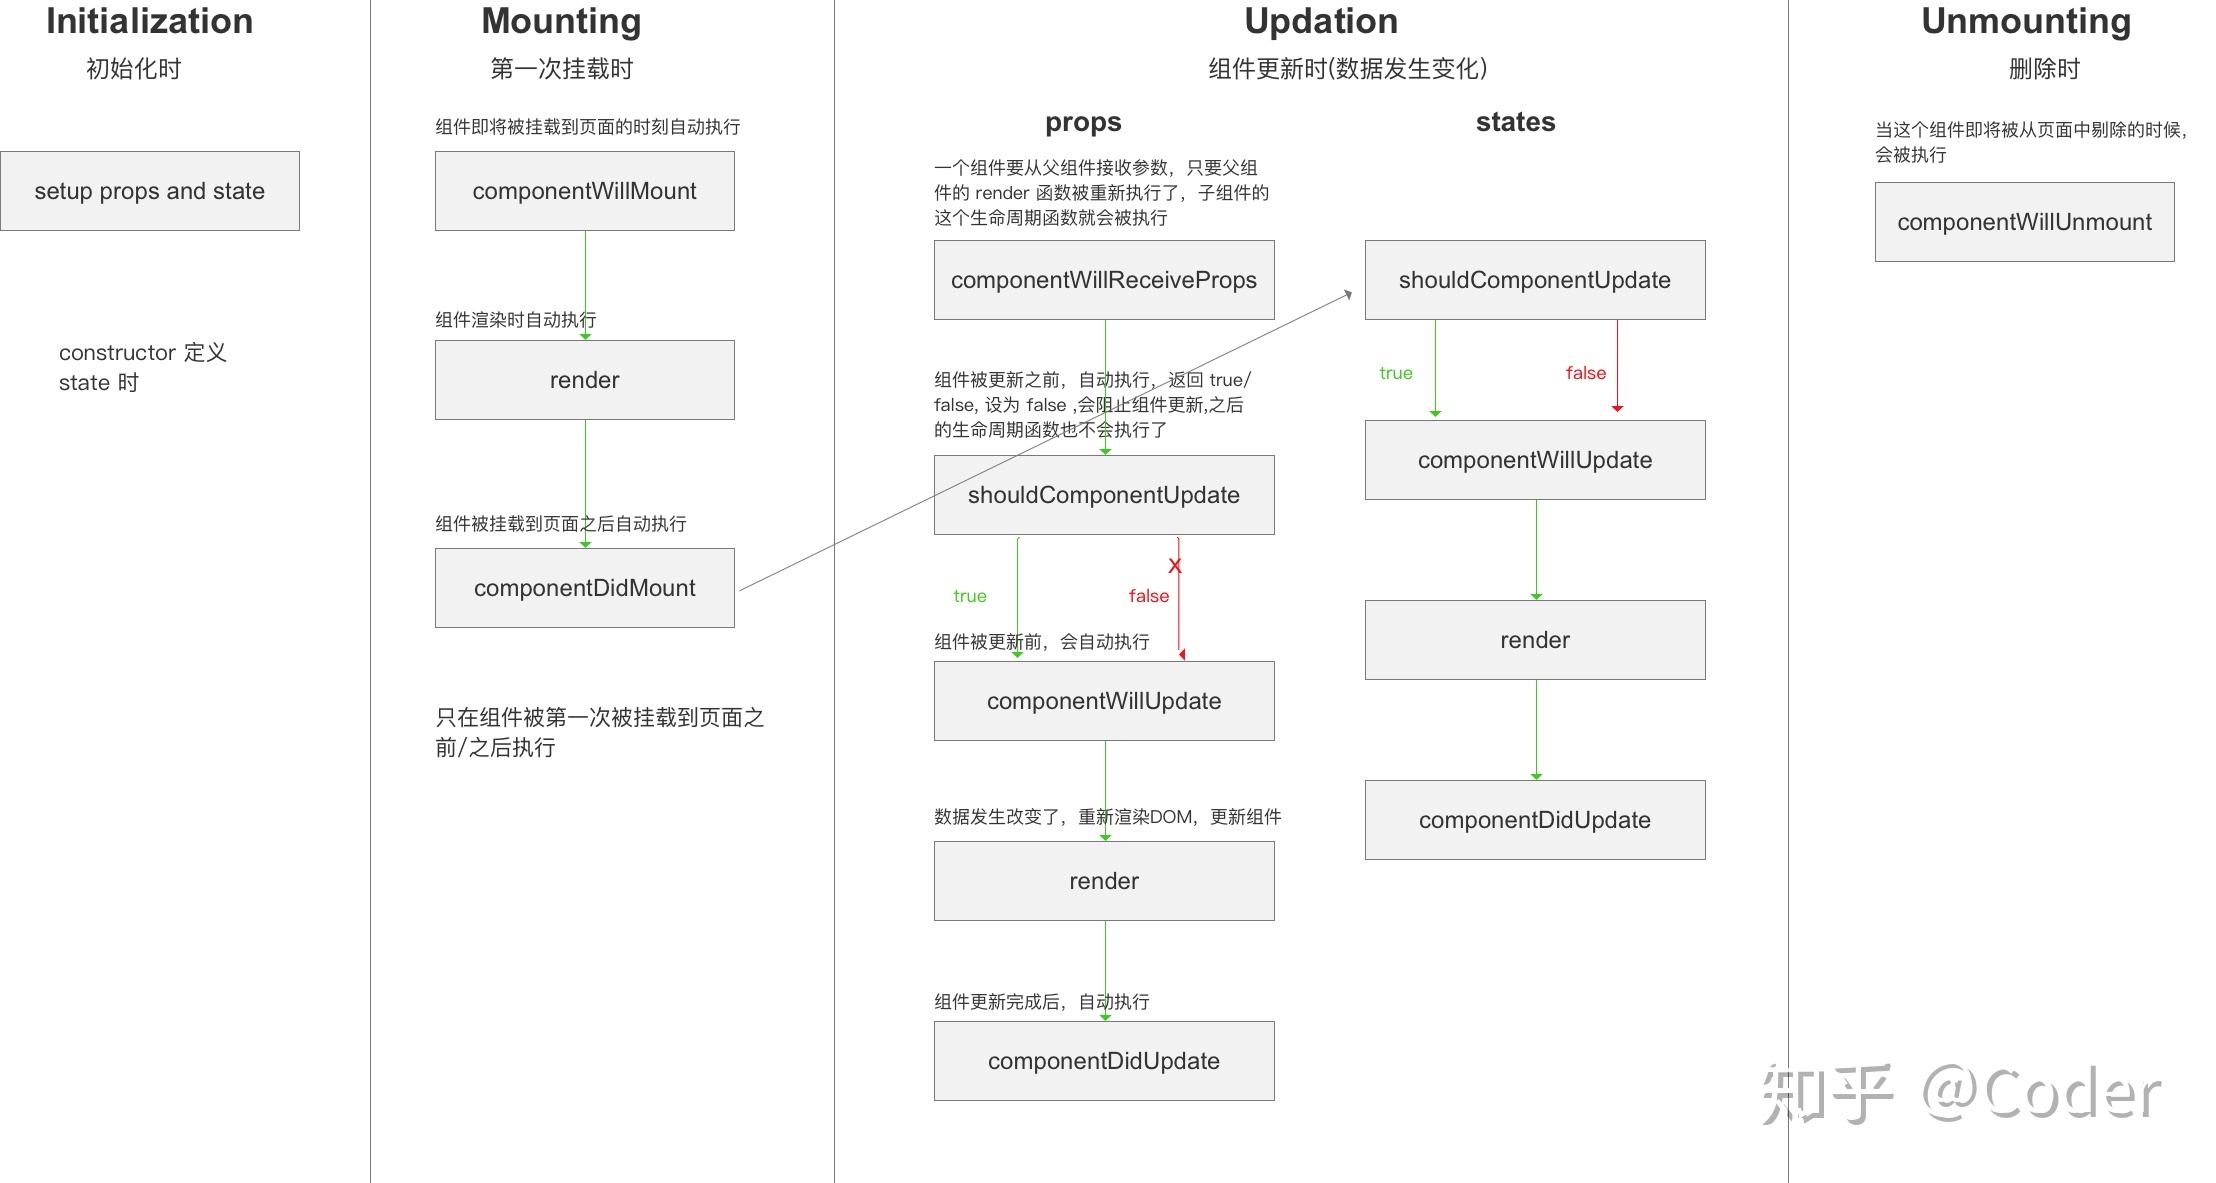 Initialization
初始化时
setup props and state
constructor 定义
state 时
Mounting
第一次挂载时
组件即将被挂载到页面的时刻自动执行
componentWillMount
组件渲染时自动执行
render
组件被挂载到页面之后自动执行
componentDidMount
只在组件被第一次被挂载到页面之
前/之后执行
Updation
组件更新时(数据发生变化)
props
一个组件要从父组件接收参数，只要父组
件的 render 函数被重新执行了，子组件的
这个生命周期函数就会被执行
componentWillReceiveProps
组件被更新之前，自动执行，返回 true/
false, 设为 false ,会阻止组件更新,之后
的生命周期函数也不会执行了
shouldComponentUpdate
X
true
false
组件被更新前，会自动执行
componentWillUpdate
数据发生改变了，重新渲染DOM，更新组件
render
组件更新完成后，自动执行
componentDidUpdate
states
shouldComponentUpdate
true
false
componentWillUpdate
render
componentDidUpdate
Unmounting
删除时
当这个组件即将被从页面中剔除的时候，
会被执行
componentWillUnmount
知乎 @Coder